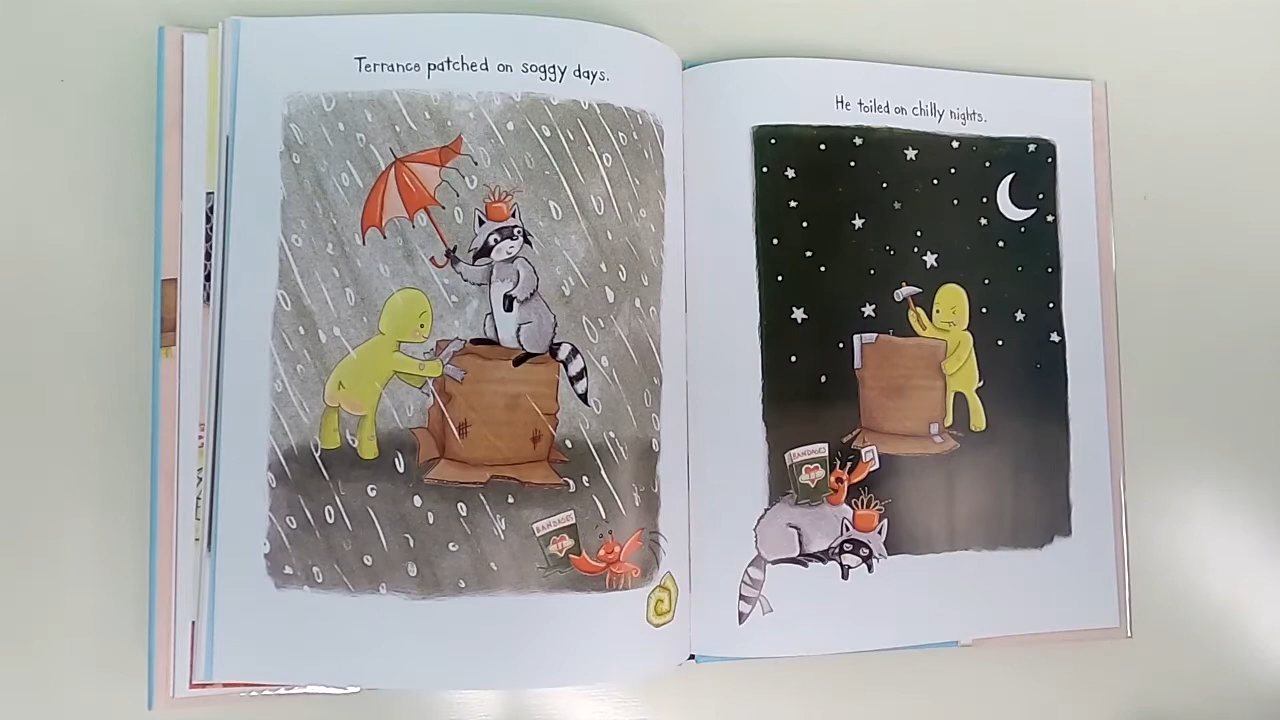 Terrance patched on soggy days.
BANDAGES
He toiled on chilly nights.
BANDAGES